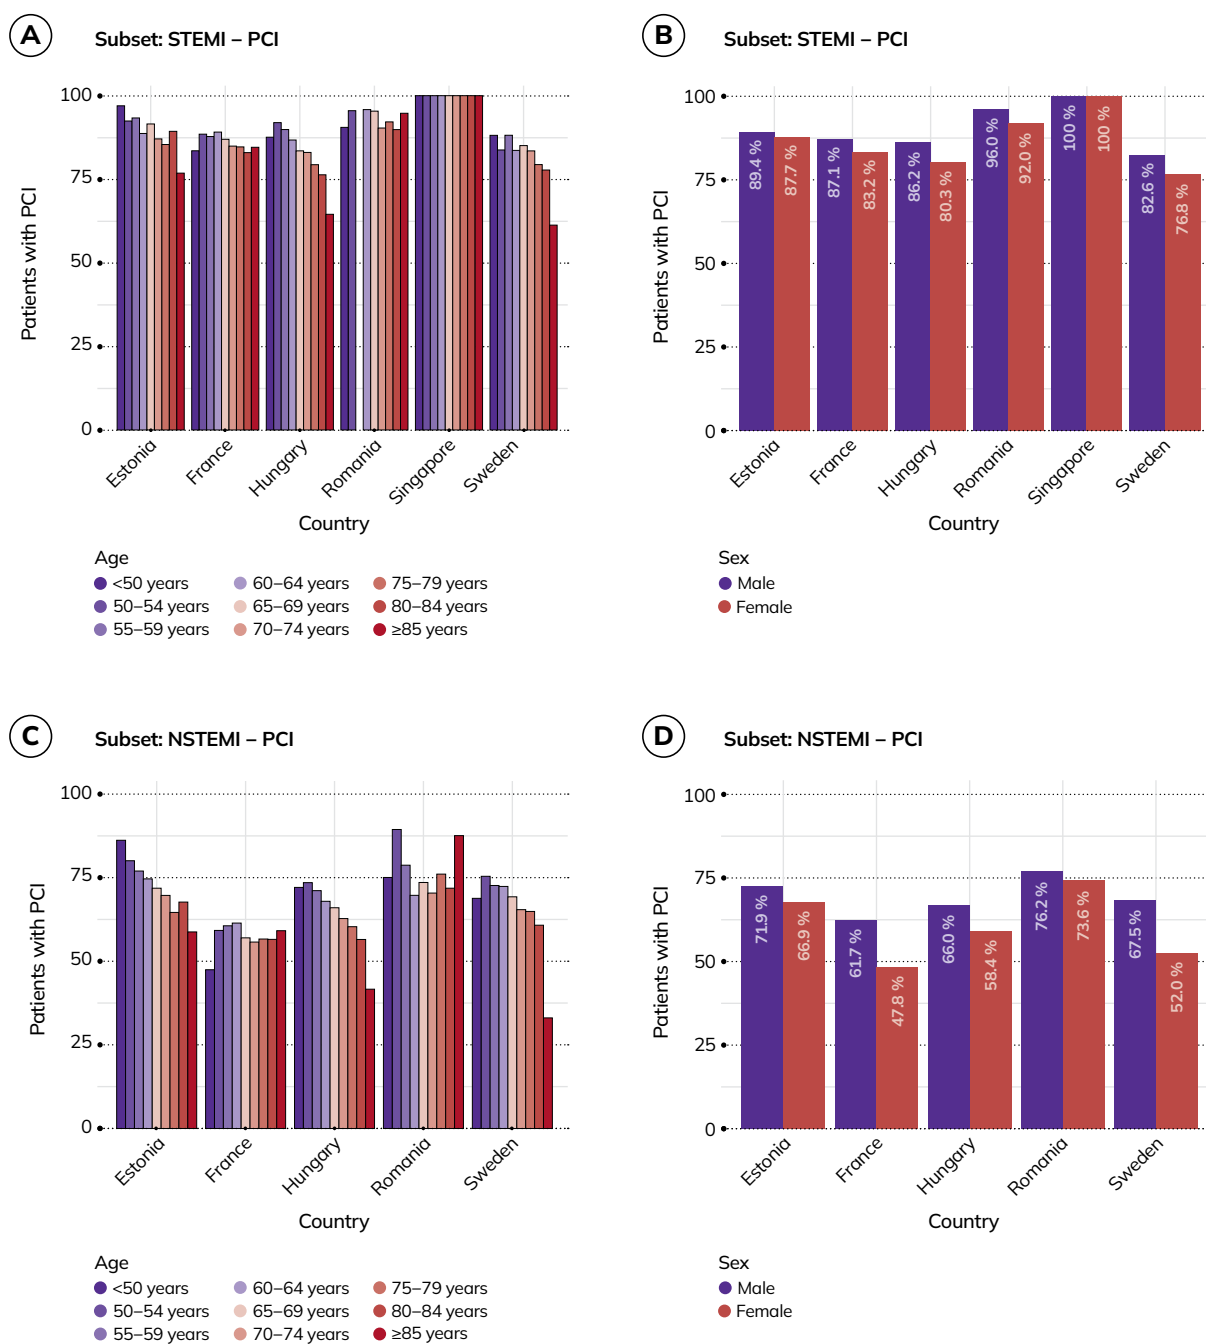 A Subset: STEMI – PCI
100
75
50
25
0
Patients with PCI
Estonia
France
Hungary
Romania
Singapore
Sweden
Country
Age
<50 years 60–64 years 75–79 years
50–54 years 65–69 years 80–84 years
55–59 years 70–74 years ≥85 years
B Subset: STEMI – PCI
100
75
50
25
0
Patients with PCI
89.4 %
87.7 %
87.1 %
83.2 %
86.2 %
80.3 %
96.0 %
92.0 %
100 %
100 %
82.6 %
76.8 %
Estonia
France
Hungary
Romania
Singapore
Sweden
Country
Sex
Male
Female
C Subset: NSTEMI – PCI
100
75
50
25
0
Patients with PCI
Estonia
France
Hungary
Romania
Sweden
Country
Age
<50 years 60–64 years 75–79 years
50–54 years 65–69 years 80–84 years
55–59 years 70–74 years ≥85 years
D Subset: NSTEMI – PCI
100
75
50
25
0
Patients with PCI
71.9 %
66.9 %
61.7 %
47.8 %
66.0 %
58.4 %
76.2 %
73.6 %
67.5 %
52.0 %
Estonia
France
Hungary
Romania
Sweden
Country
Sex
Male
Female